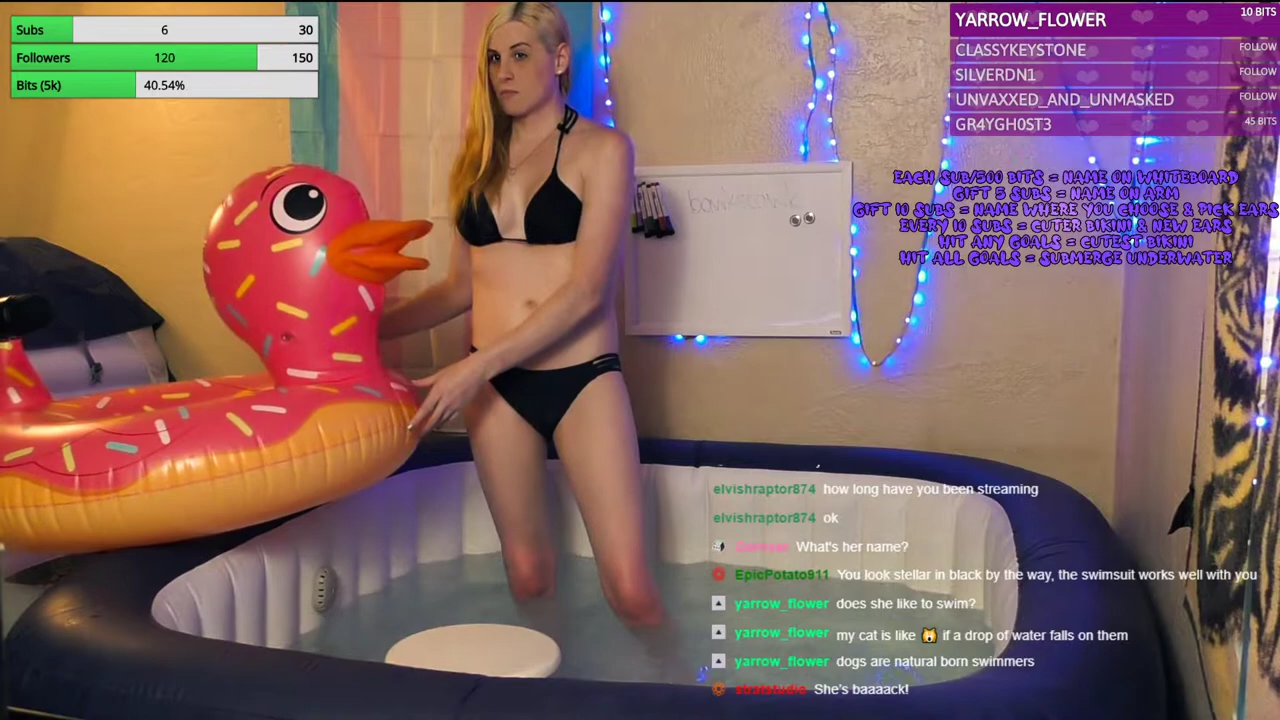 Subs 6 30
Followers 120 150
Bits (5k) 40.54%
YARROW_FLOWER 10 BITS
CLASSYKEYSTONE FOLLOW
SILVERDN1 FOLLOW
UNVAXXED_AND_UNMASKED FOLLOW
GR4YGH0ST3 45 BITS
EACH SUB/500 BITS = NAME ON WHITEBOARD
GIFT 5 SUBS = NAME ON ARM
GIFT 10 SUBS = NAME WHERE YOU CHOOSE & PICK EARS
EVERY 10 SUBS = CUTER BIKINI & NEW EARS
HIT ANY GOALS = CUTEST BIKINI
HIT ALL GOALS = SUBMERGE UNDERWATER
elvishraptor874 how long have you been streaming
elvishraptor874 ok
What's her name?
EpicPotato911 You look stellar in black by the way, the swimsuit works well with you
yarrow_flower does she like to swim?
yarrow_flower my cat is like 🙀 if a drop of water falls on them
yarrow_flower dogs are natural born swimmers
She's baaaack!